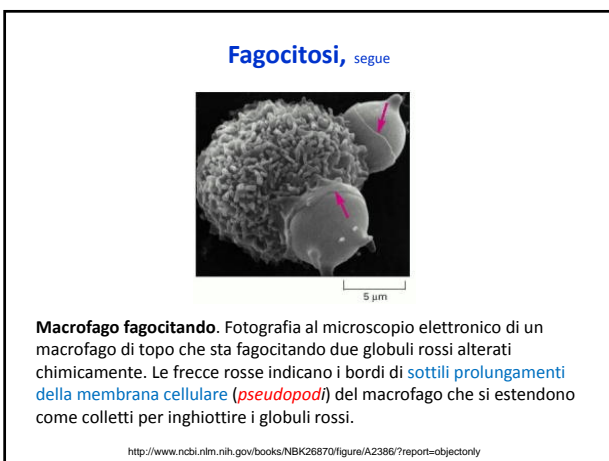 Fagocitosi, segue
5 µm
Macrofago fagocitando. Fotografia al microscopio elettronico di un
macrofago di topo che sta fagocitando due globuli rossi alterati
chimicamente. Le frecce rosse indicano i bordi di sottili prolungamenti
della membrana cellulare (pseudopodi) del macrofago che si estendono
come colletti per inghiottire i globuli rossi.
http://www.ncbi.nlm.nih.gov/books/NBK26870/figure/A2386/?report=objectonly